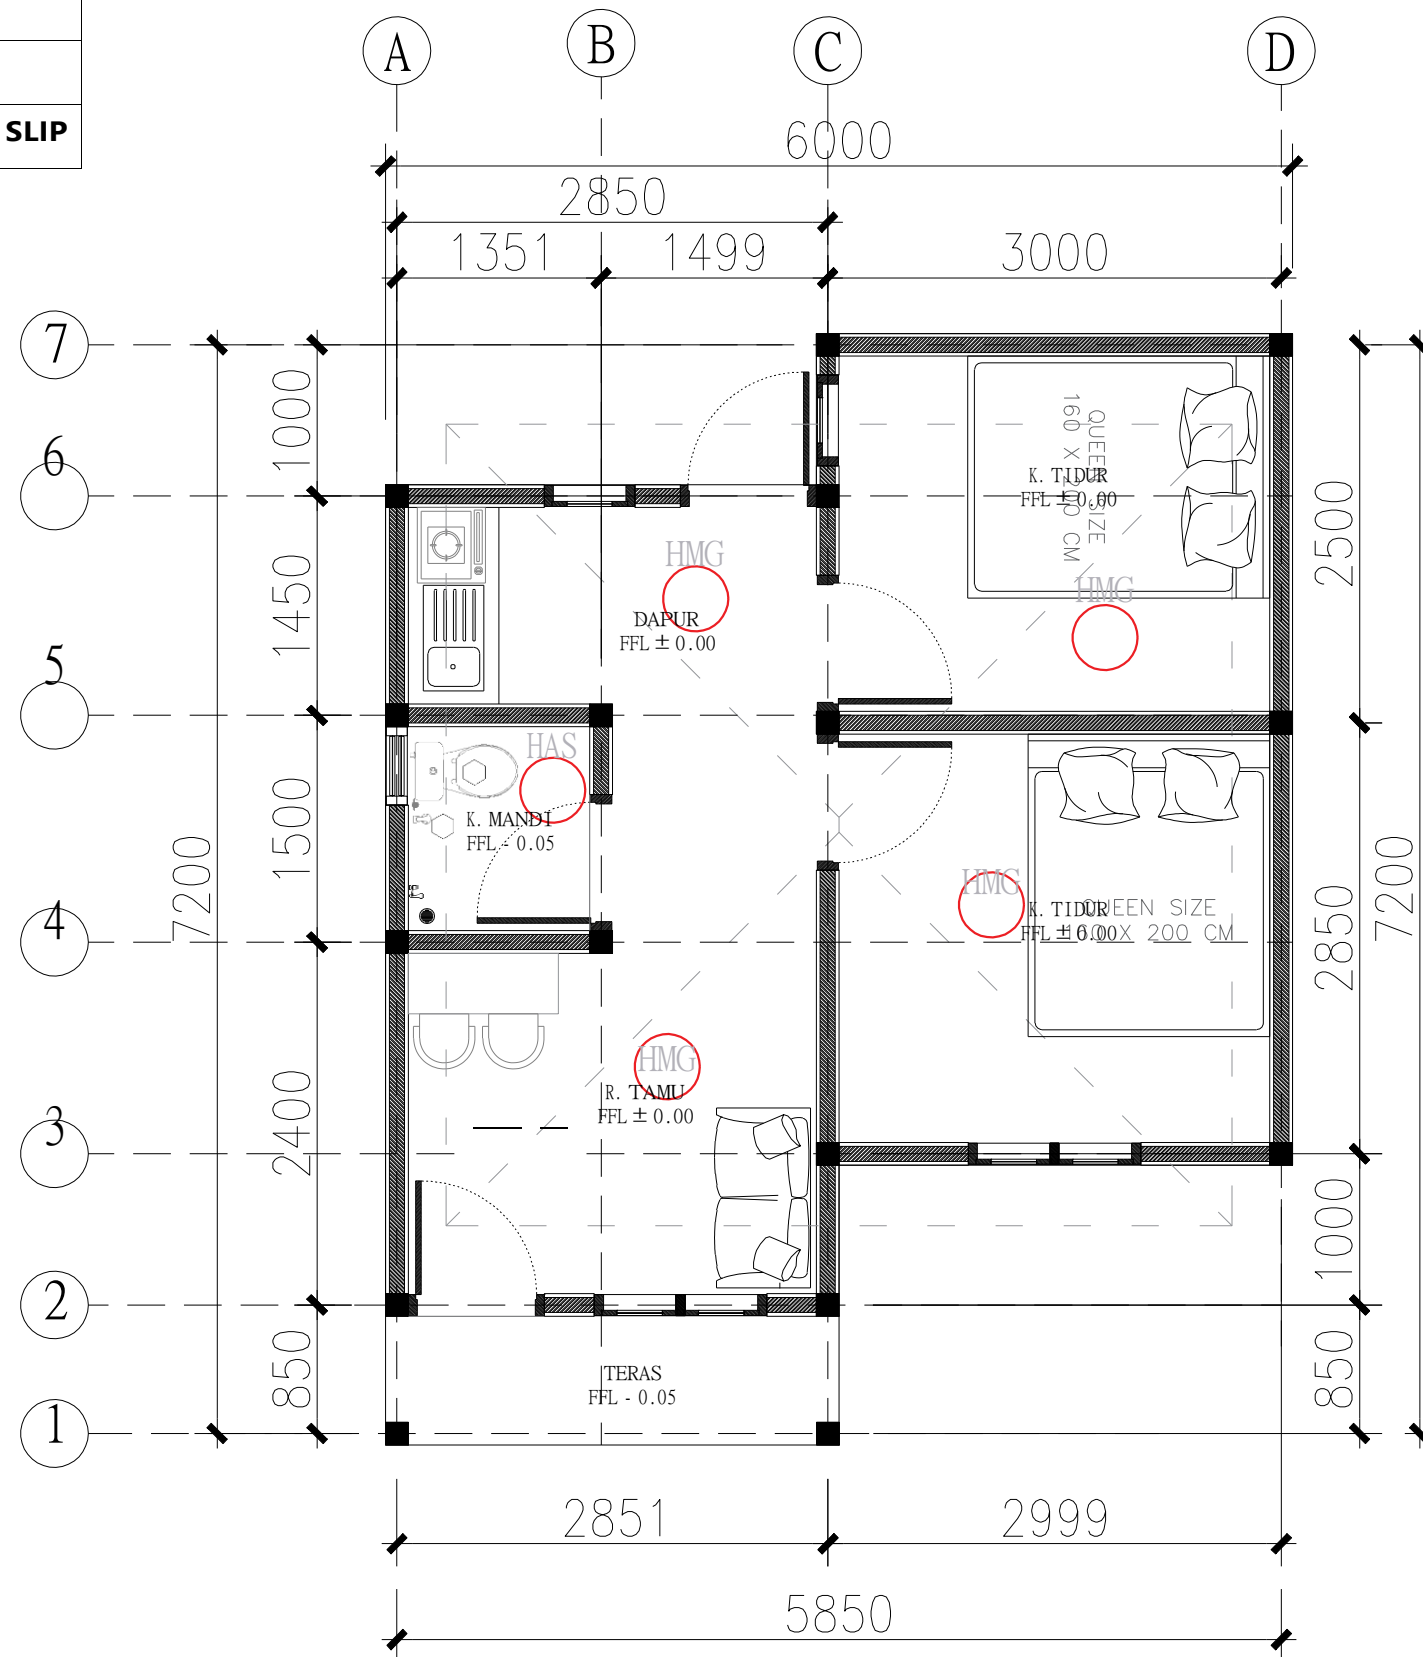 SLIP
A
B
C
D
6000
2850
1351
1499
3000
7
6
5
4
3
2
1
1000
1450
1500
2400
850
7200
2500
2850
1000
850
7200
QUEEN SIZE
160 X 200 CM
K. TIDUR
FFL ± 0.00
HMG
HMG
DAPUR
FFL ± 0.00
HAS
K. MANDI
FFL - 0.05
HMG
K. TIDUR
FFL ± 0.00
QUEEN SIZE
160 X 200 CM
HMG
R. TAMU
FFL ± 0.00
TERAS
FFL - 0.05
2851
2999
5850